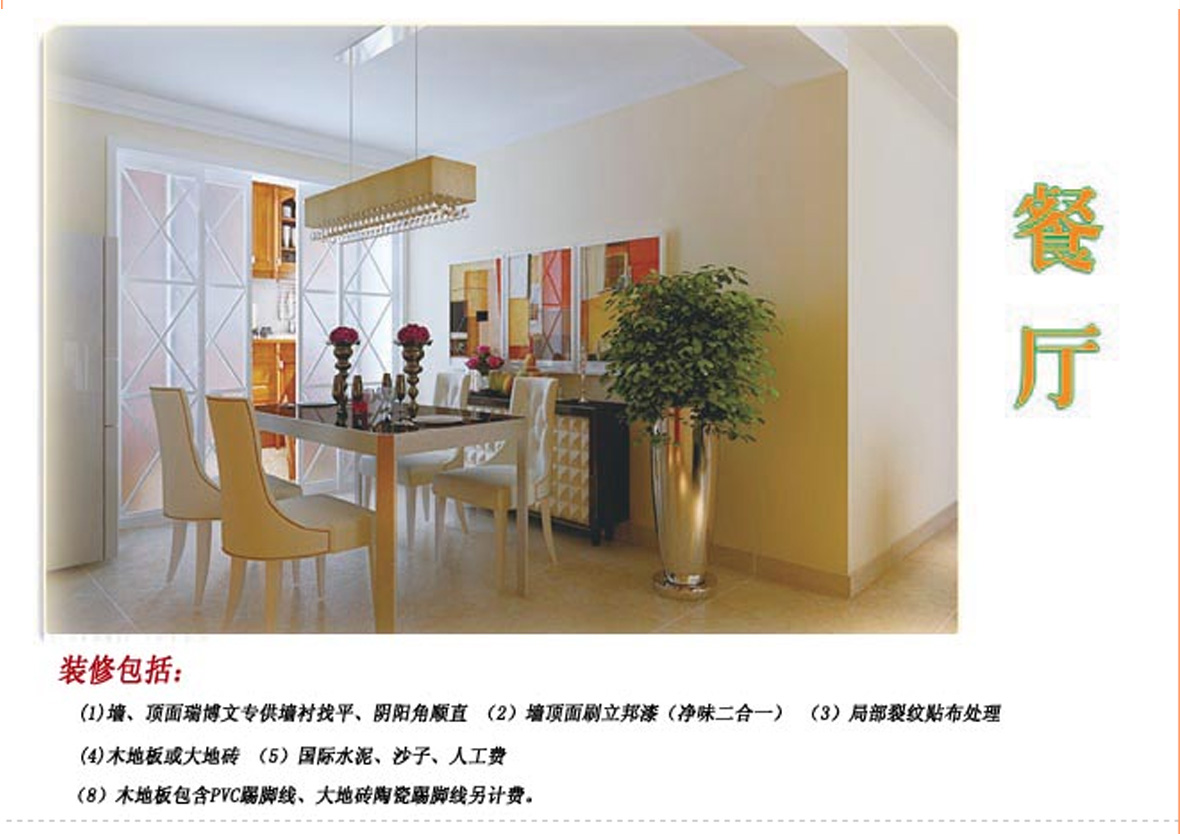 餐
厅
装修包括：
(1)墙、顶面瑞博文专供墙衬找平、阴阳角顺直 （2）墙顶面刷立邦漆（净味二合一） （3）局部裂纹贴布处理
(4)木地板或大地砖 （5）国际水泥、沙子、人工费
（8）木地板包含PVC踢脚线、大地砖陶瓷踢脚线另计费。